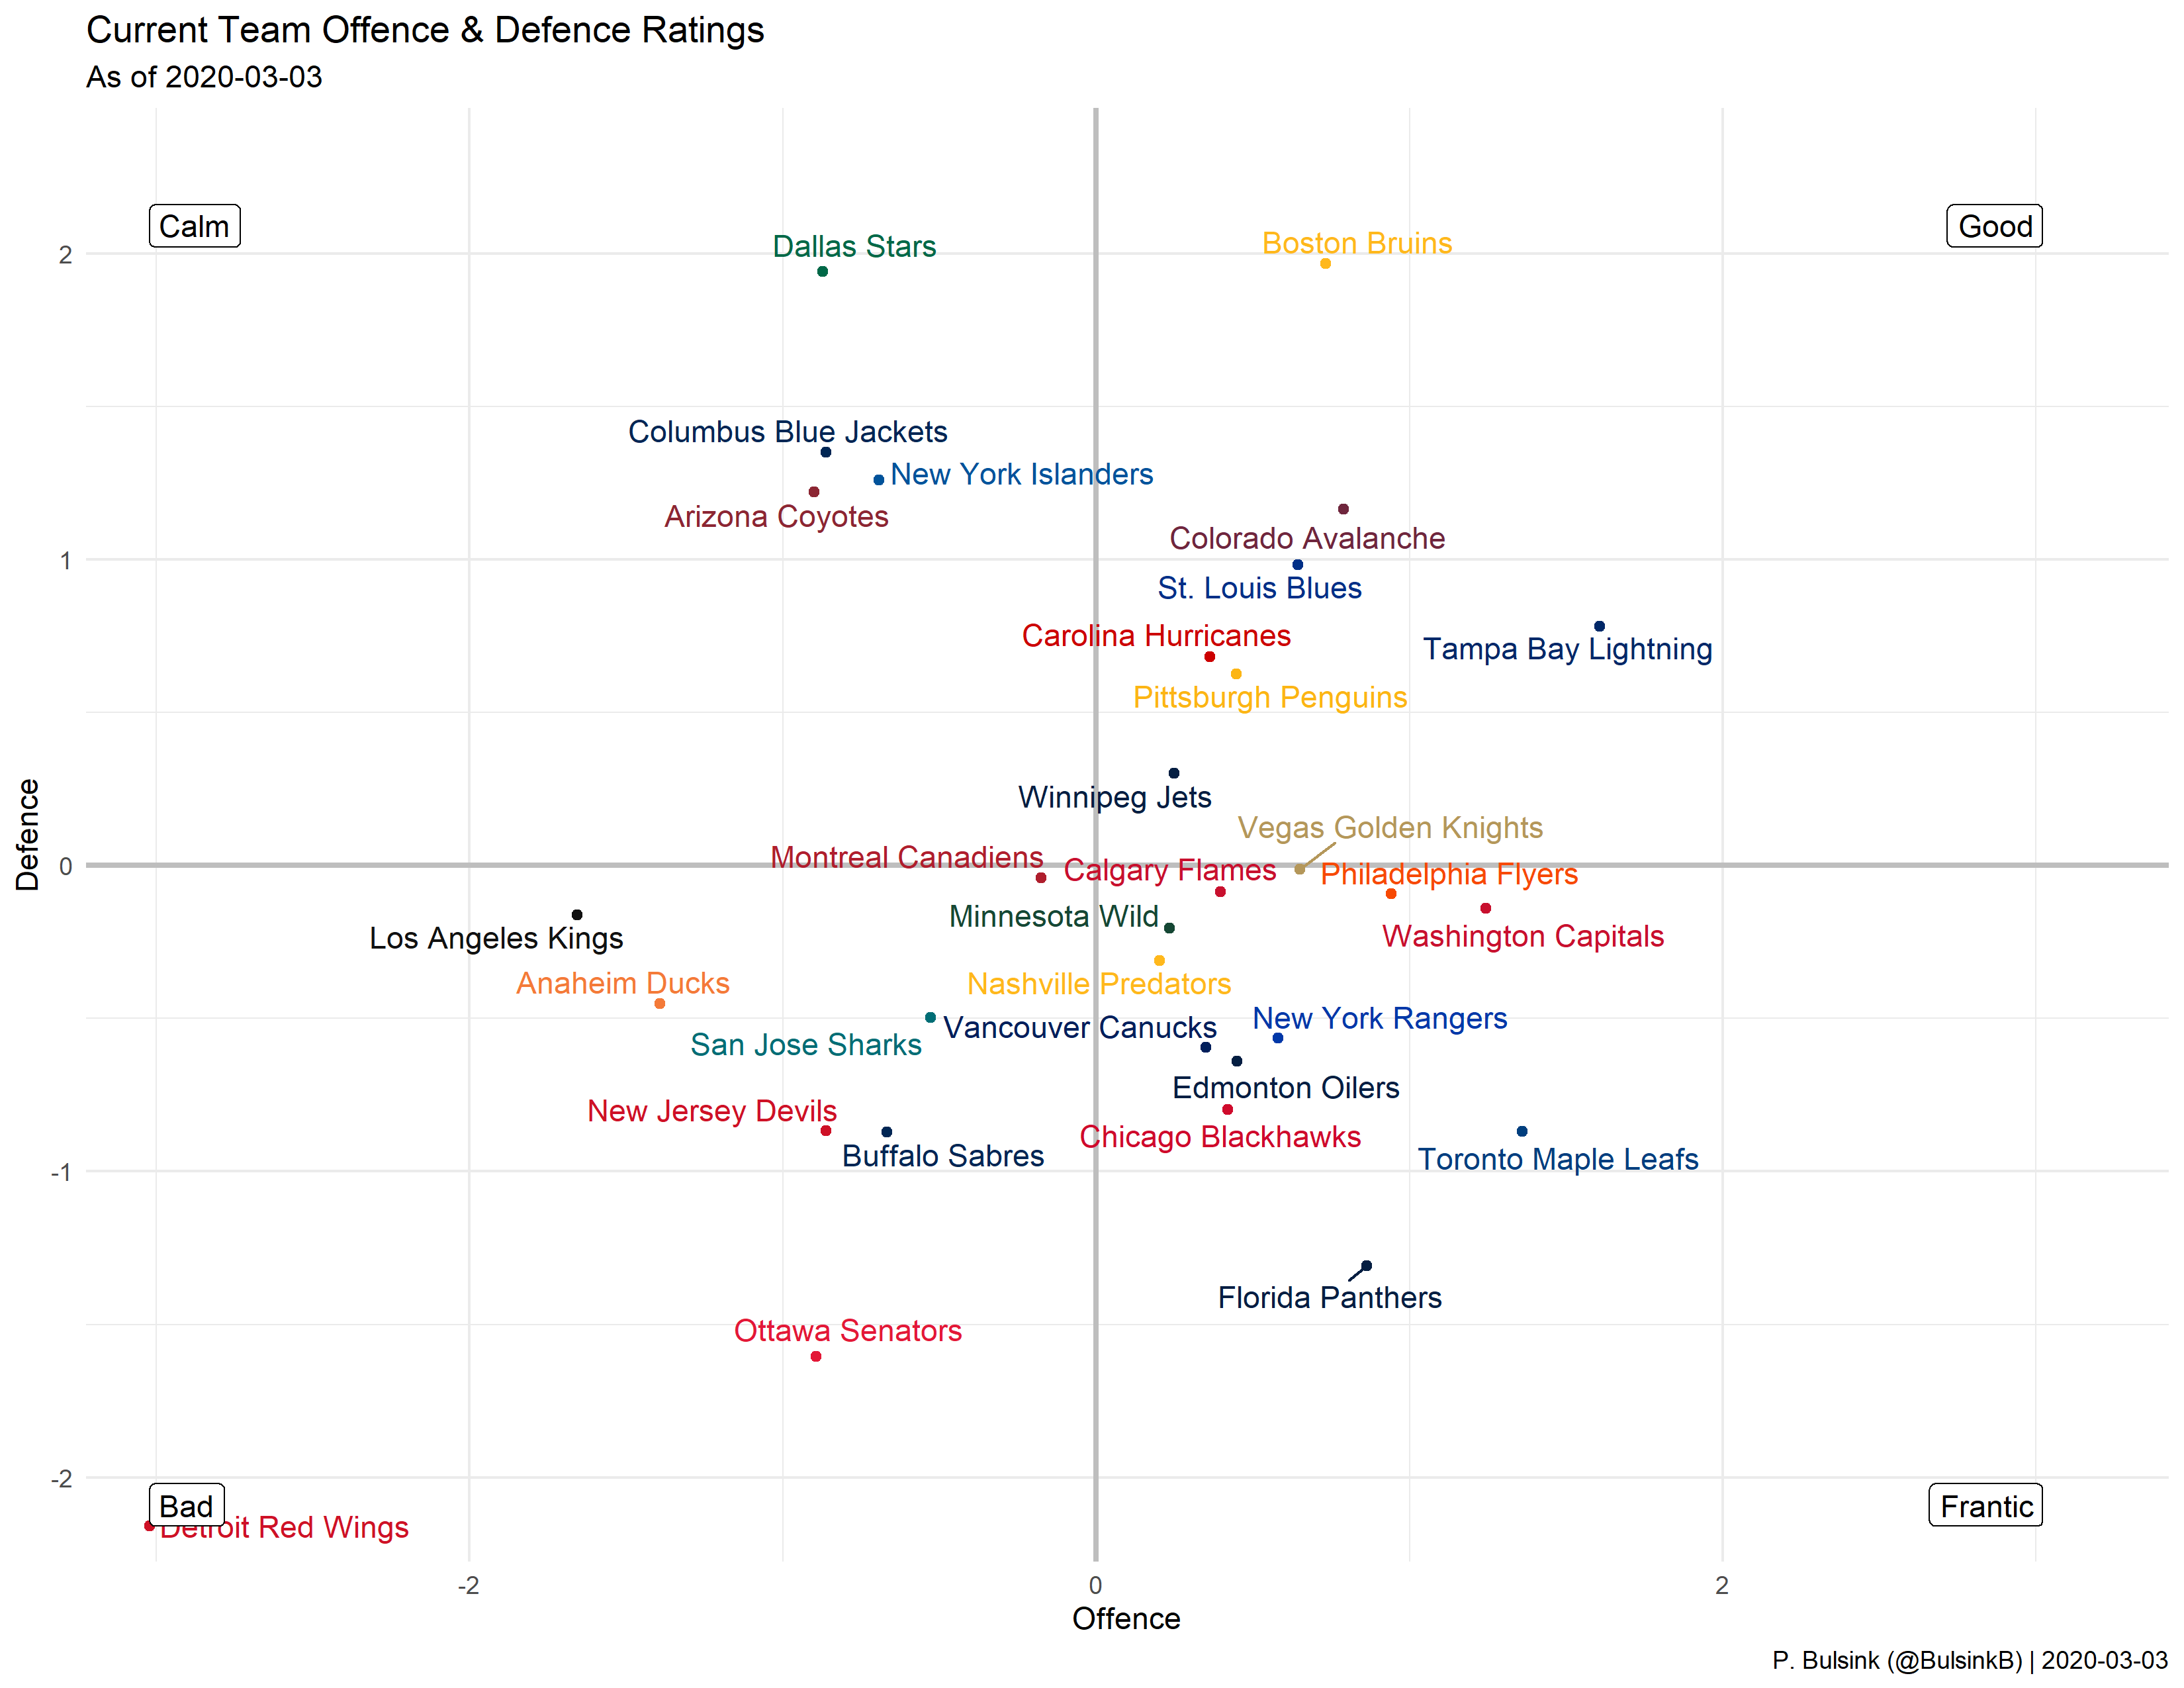 Current Team Offence & Defence Ratings
As of 2020-03-03
Calm
Good
Dallas Stars
Boston Bruins
2
Columbus Blue Jackets
New York Islanders
Arizona Coyotes
Colorado Avalanche
1
St. Louis Blues
Carolina Hurricanes
Tampa Bay Lightning
Pittsburgh Penguins
Winnipeg Jets
Vegas Golden Knights
Defence
Montreal Canadiens
0
Calgary Flames
Philadelphia Flyers
Minnesota Wild
Los Angeles Kings
Washington Capitals
Anaheim Ducks
Nashville Predators
New York Rangers
Vancouver Canucks
San Jose Sharks
Edmonton Oilers
New Jersey Devils
Chicago Blackhawks
Buffalo Sabres
Toronto Maple Leafs
-1
Florida Panthers
Ottawa Senators
-2
Bad
Frantic
Detroit Red Wings
-2
0
2
Offence
P. Bulsink (@BulsinkB) | 2020-03-03